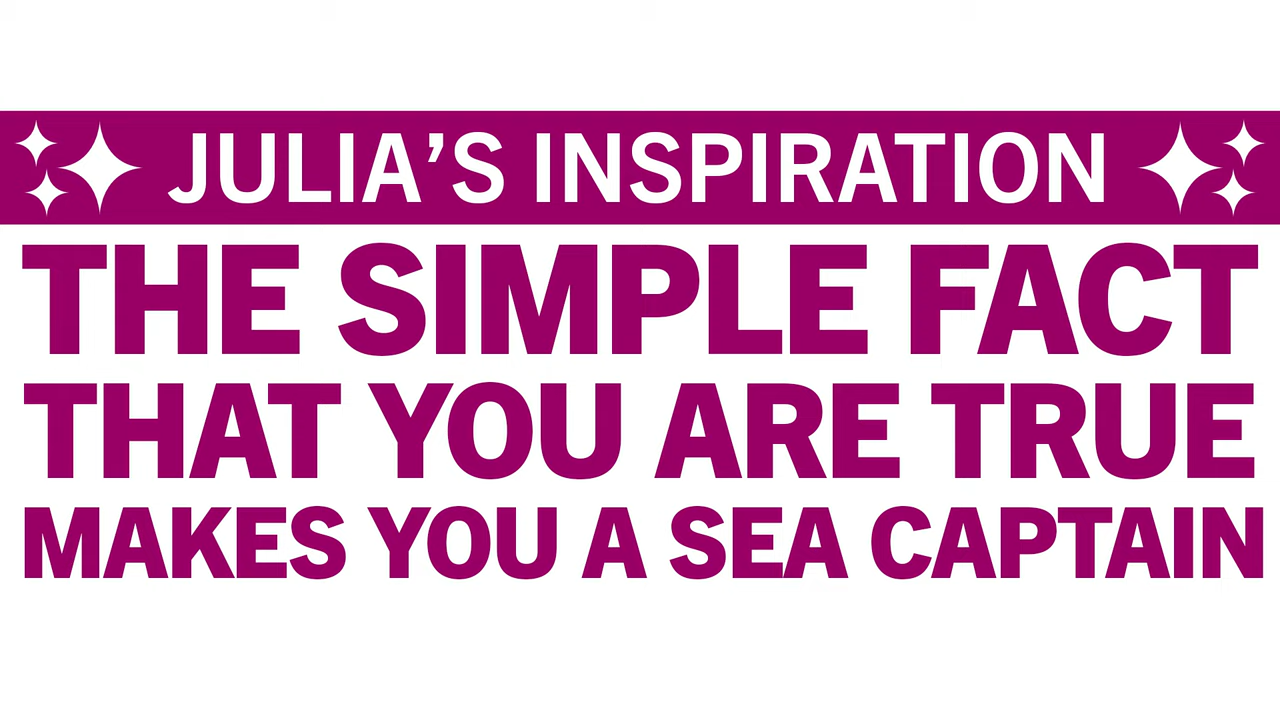 JULIA’S INSPIRATION
THE SIMPLE FACT
THAT YOU ARE TRUE
MAKES YOU A SEA CAPTAIN